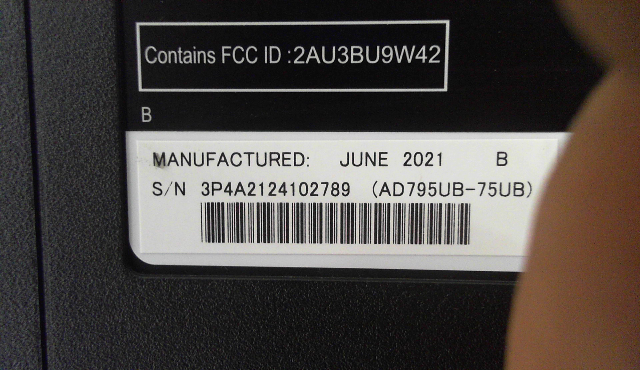 Contains FCC ID :2AU3BU9W42
B
MANUFACTURED: JUNE 2021 B
S/N 3P4A2124102789 (AD795UB-75UB)